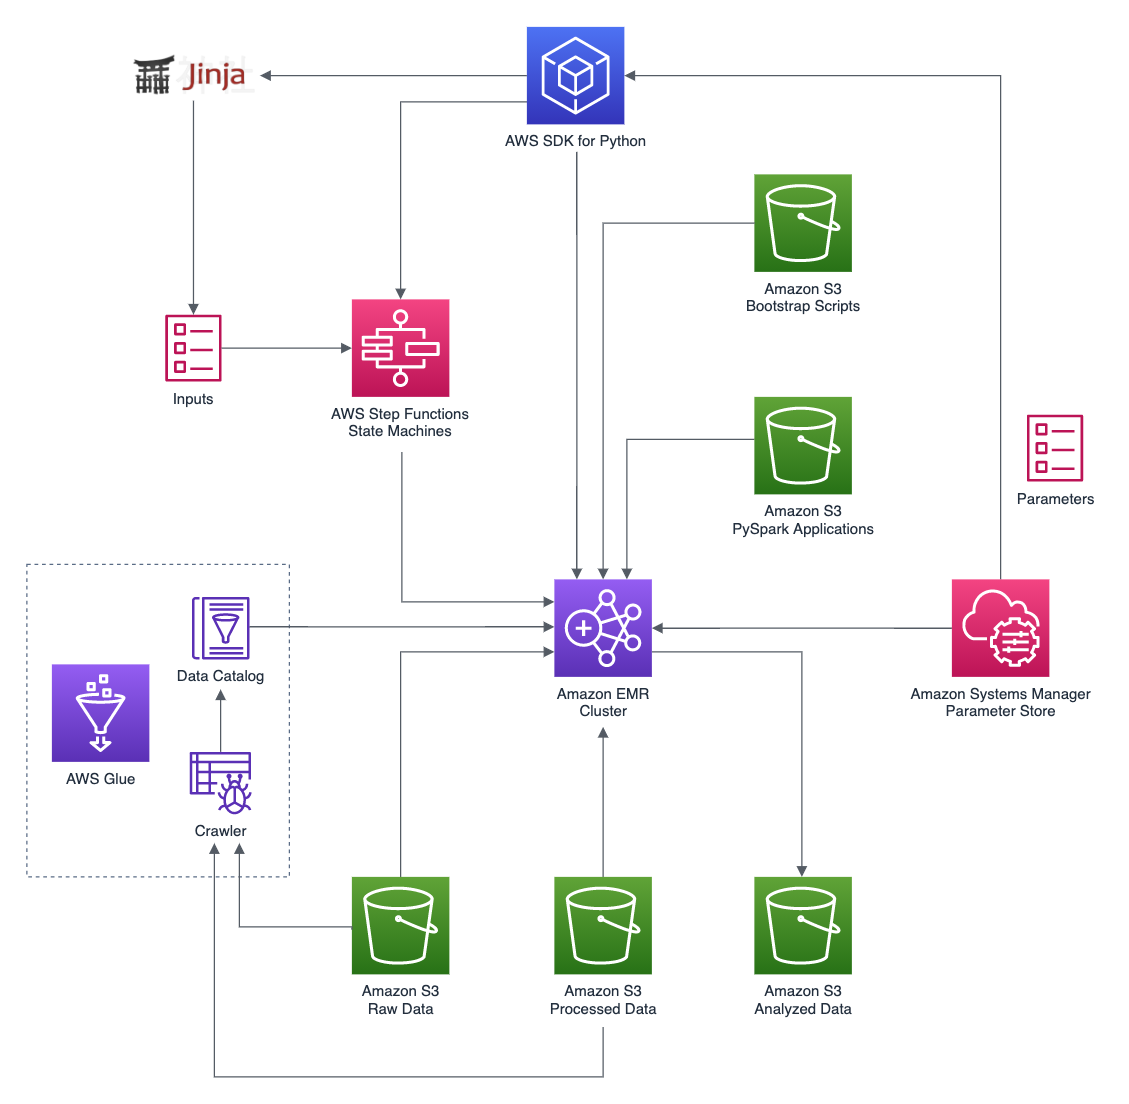 Jinja
AWS SDK for Python
Amazon S3
Bootstrap Scripts
Inputs
AWS Step Functions
State Machines
Amazon S3
PySpark Applications
Parameters
Data Catalog
AWS Glue
Crawler
Amazon EMR
Cluster
Amazon Systems Manager
Parameter Store
Amazon S3
Raw Data
Amazon S3
Processed Data
Amazon S3
Analyzed Data